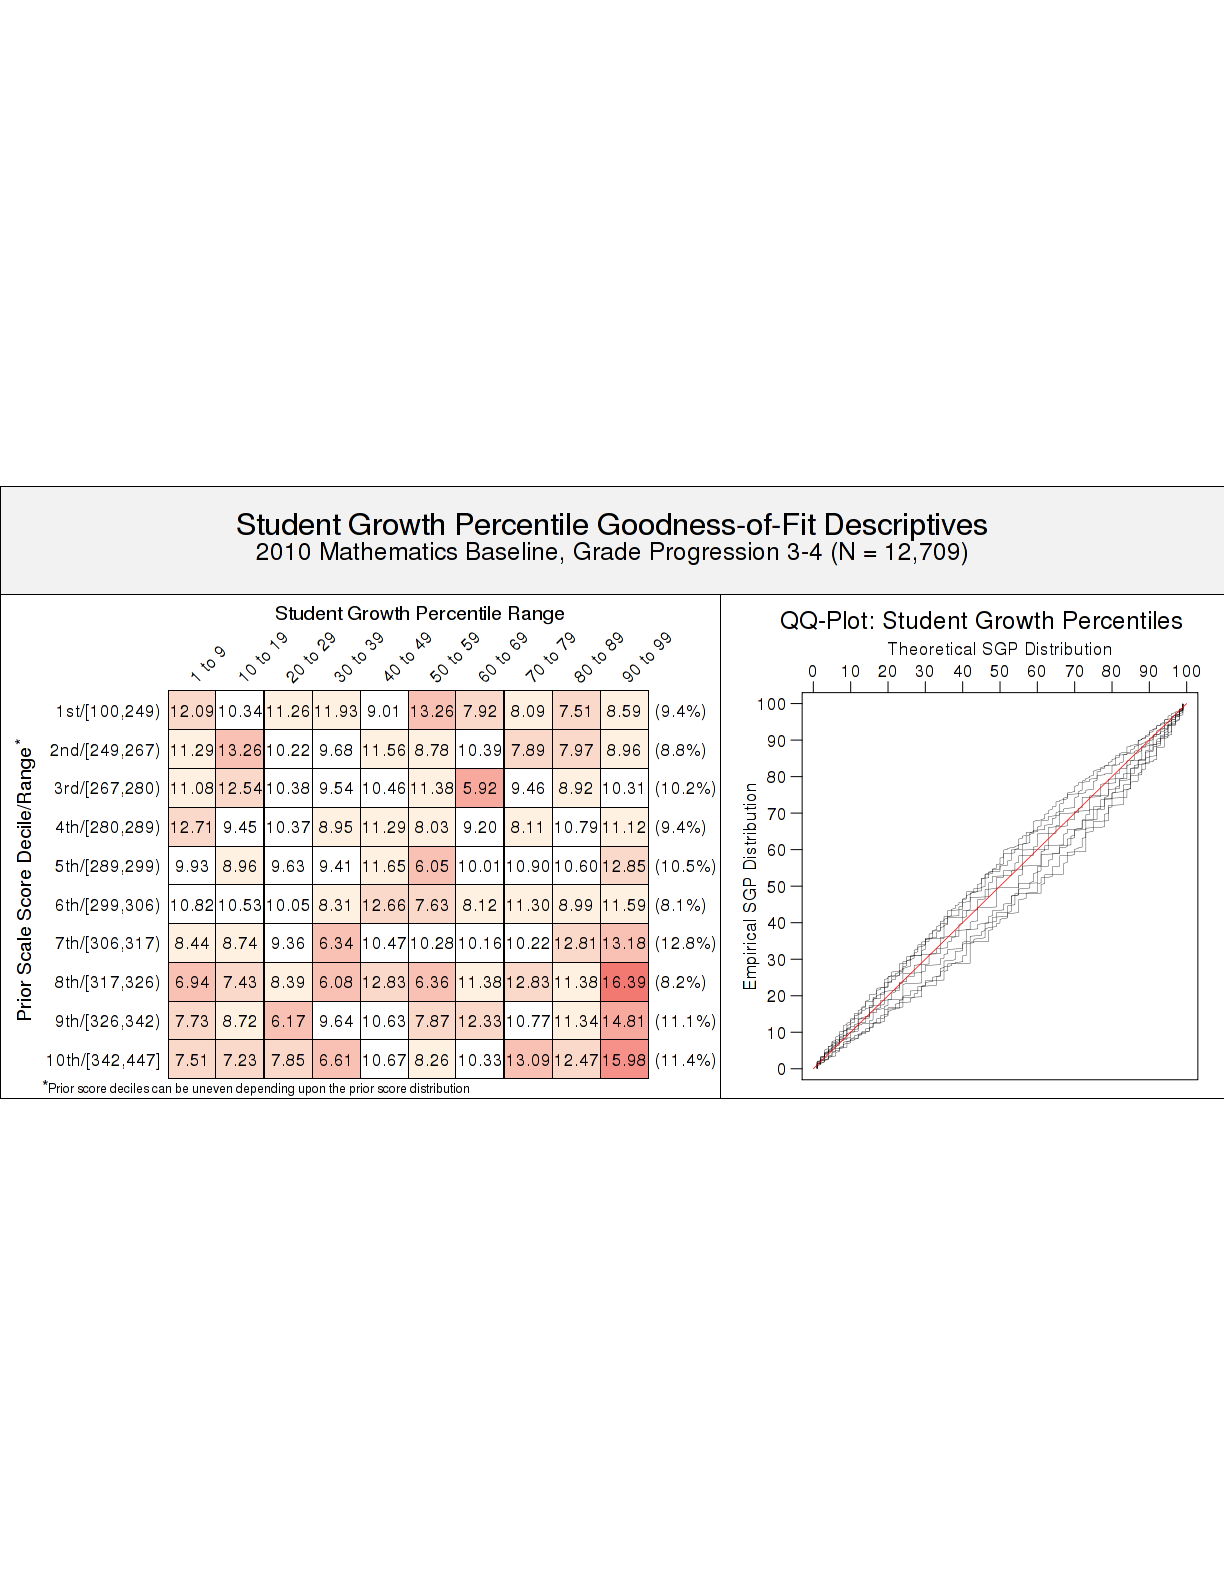 Student Growth Percentile Goodness-of-Fit Descriptives
2010 Mathematics Baseline, Grade Progression 3-4 (N = 12,709)
Student Growth Percentile Range
1 to 9 10 to 19 20 to 29 30 to 39 40 to 49 50 to 59 60 to 69 70 to 79 80 to 89 90 to 99
Prior Scale Score Decile/Range*
1st/[100,249) 12.09 10.34 11.26 11.93 9.01 13.26 7.92 8.09 7.51 8.59 (9.4%)
2nd/[249,267) 11.29 13.26 10.22 9.68 11.56 8.78 10.39 7.89 7.97 8.96 (8.8%)
3rd/[267,280) 11.08 12.54 10.38 9.54 10.46 11.38 5.92 9.46 8.92 10.31 (10.2%)
4th/[280,289) 12.71 9.45 10.37 8.95 11.29 8.03 9.20 8.11 10.79 11.12 (9.4%)
5th/[289,299) 9.93 8.96 9.63 9.41 11.65 6.05 10.01 10.90 10.60 12.85 (10.5%)
6th/[299,306) 10.82 10.53 10.05 8.31 12.66 7.63 8.12 11.30 8.99 11.59 (8.1%)
7th/[306,317) 8.44 8.74 9.36 6.34 10.47 10.28 10.16 10.22 12.81 13.18 (12.8%)
8th/[317,326) 6.94 7.43 8.39 6.08 12.83 6.36 11.38 12.83 11.38 16.39 (8.2%)
9th/[326,342) 7.73 8.72 6.17 9.64 10.63 7.87 12.33 10.77 11.34 14.81 (11.1%)
10th/[342,447] 7.51 7.23 7.85 6.61 10.67 8.26 10.33 13.09 12.47 15.98 (11.4%)
*Prior score deciles can be uneven depending upon the prior score distribution
QQ-Plot: Student Growth Percentiles
Theoretical SGP Distribution
0 10 20 30 40 50 60 70 80 90 100
Empirical SGP Distribution
100
90
80
70
60
50
40
30
20
10
0